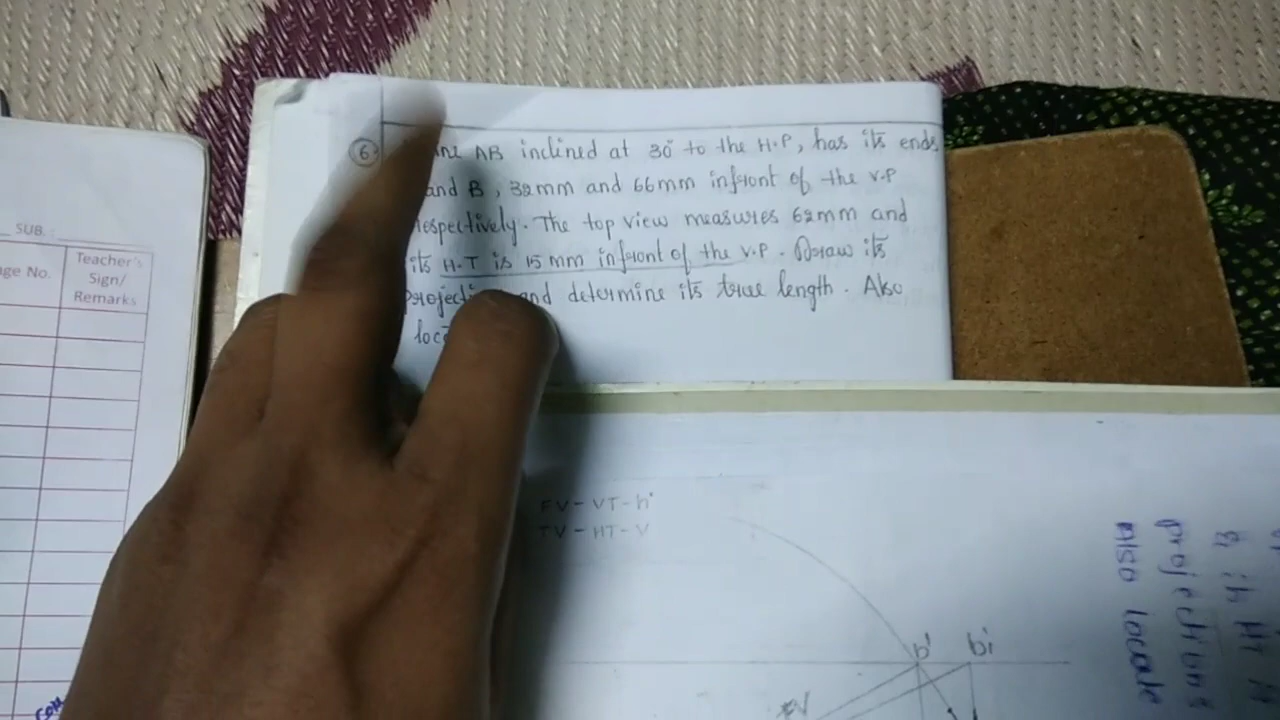 SUB.
ge No.
Teacher's
Sign/
Remarks
6
AB inclined at 30° to the H.P, has its ends
and B, 32mm and 66mm infront of the V.P
respectively. The top view measures 62mm and
its H.T is 15 mm infront of the V.P. Draw its
and determine its true length. Also
FV - VT - h'
TV - HT - V
b' b1'
FV
projections
Also locate